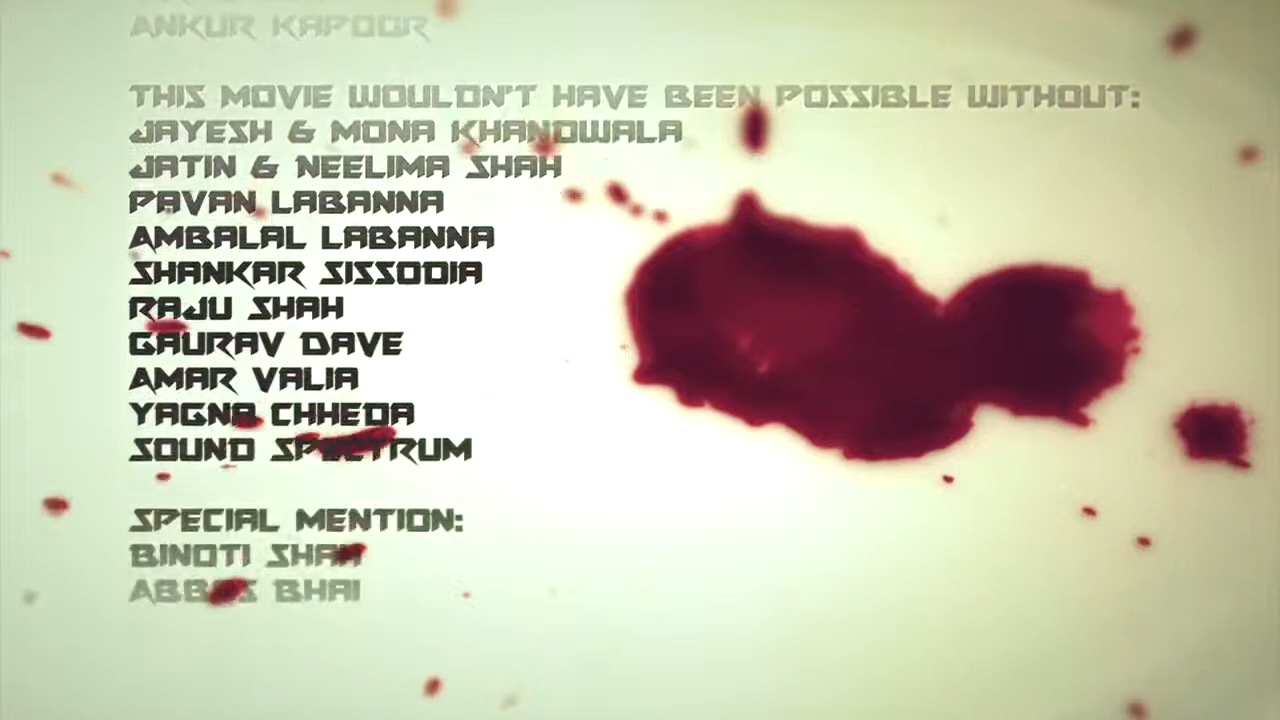 ANKUR KAPOOR
THIS MOVIE WOULDN'T HAVE BEEN POSSIBLE WITHOUT:
JAYESH & MONA KHANDWALA
JATIN & NEELIMA SHAH
PAVAN LABANNA
AMBALAL LABANNA
SHANKAR SISSODIA
RAJU SHAH
GAURAV DAVE
AMAR VALIA
YAGNA CHHEDA
SOUND SPECTRUM
SPECIAL MENTION:
BINOTI SHAH
ABBAS BHAI